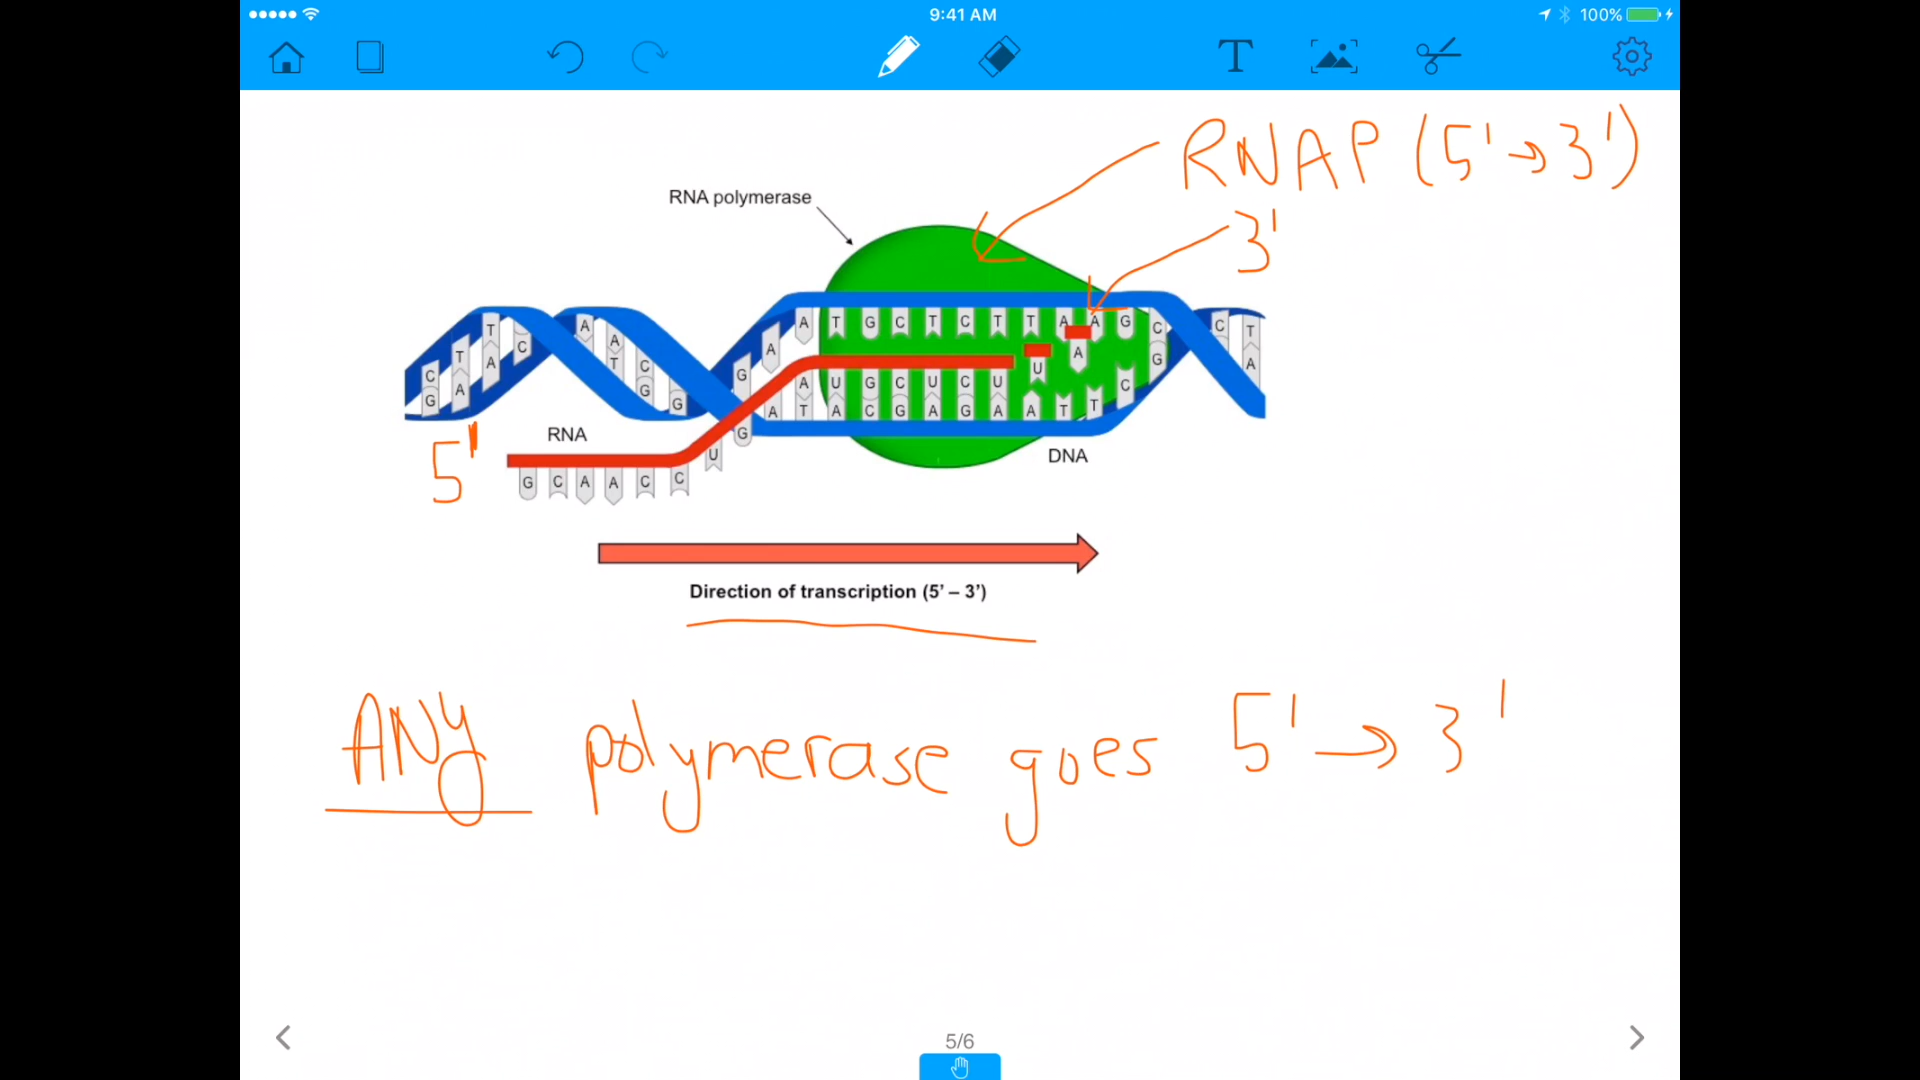 9:41 AM
100%
T
RNAP (5' → 3')
RNA polymerase
3'
A T G C T C T T A A G C
C T
T A C A A
T C A G A
C T A A T C G
G A G G
A U G C U C U U A C G
A T A C G A G A A T T
G
RNA
DNA
5'
U
G C A A C C
Direction of transcription (5' – 3')
ANY polymerase goes 5' → 3'
5/6